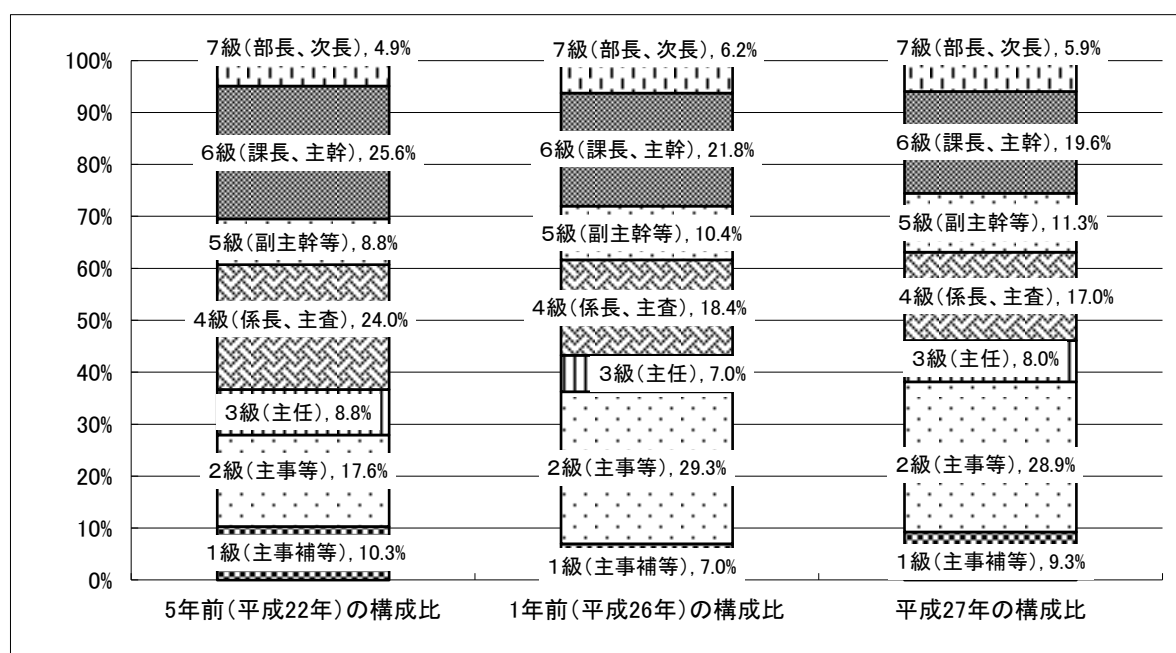 7級（部長、次長）, 4.9%
7級（部長、次長）, 6.2%
7級（部長、次長）, 5.9%
100%
90%
80%
70%
60%
50%
40%
30%
20%
10%
0%
6級（課長、主幹）, 25.6%
6級（課長、主幹）, 21.8%
6級（課長、主幹）, 19.6%
5級（副主幹等）, 8.8%
5級（副主幹等）, 10.4%
5級（副主幹等）, 11.3%
4級（係長、主査）, 24.0%
4級（係長、主査）, 18.4%
4級（係長、主査）, 17.0%
3級（主任）, 8.8%
3級（主任）, 7.0%
3級（主任）, 8.0%
2級（主事等）, 17.6%
2級（主事等）, 29.3%
2級（主事等）, 28.9%
1級（主事補等）, 10.3%
1級（主事補等）, 7.0%
1級（主事補等）, 9.3%
5年前（平成22年）の構成比
1年前（平成26年）の構成比
平成27年の構成比